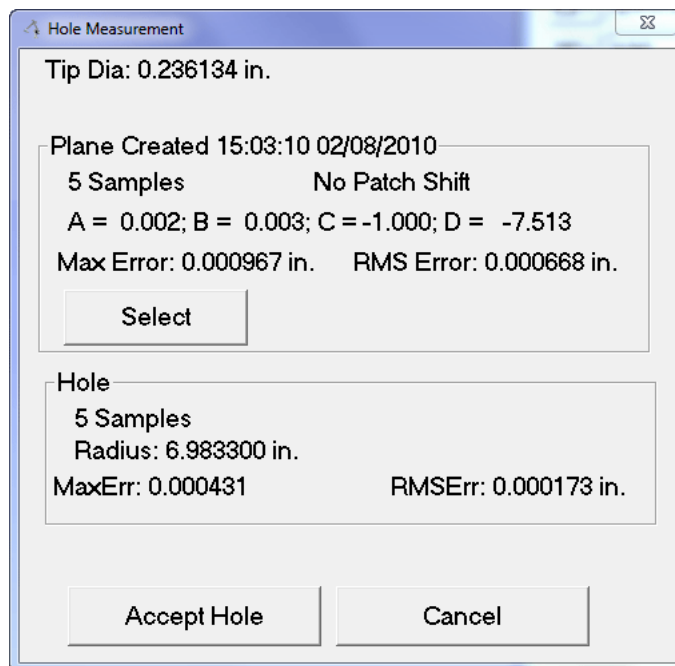 Hole Measurement
Tip Dia: 0.236134 in.
Plane Created 15:03:10 02/08/2010
5 Samples No Patch Shift
A = 0.002; B = 0.003; C = -1.000; D = -7.513
Max Error: 0.000967 in. RMS Error: 0.000668 in.
Select
Hole
5 Samples
Radius: 6.983300 in.
MaxErr: 0.000431 RMSErr: 0.000173 in.
Accept Hole Cancel